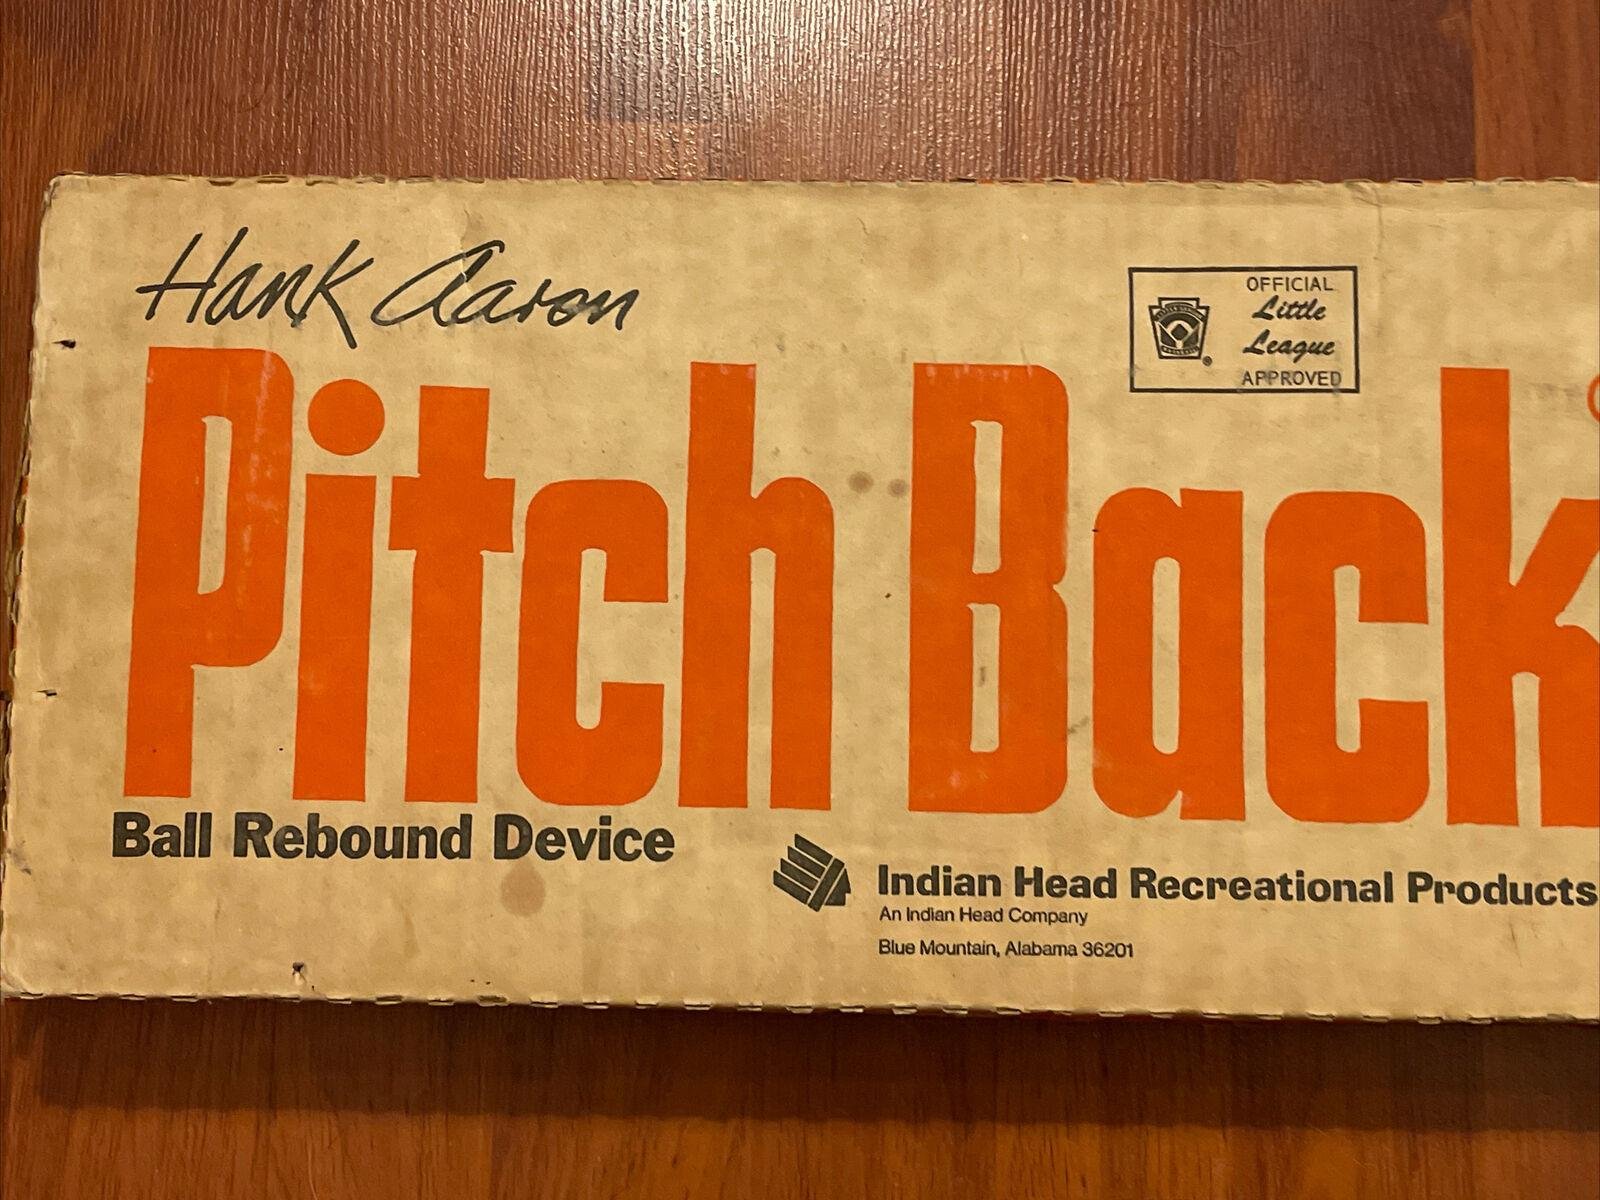 Hank Aaron
OFFICIAL
Little
League
APPROVED
Pitch Back
Ball Rebound Device
Indian Head Recreational Products
An Indian Head Company
Blue Mountain, Alabama 36201